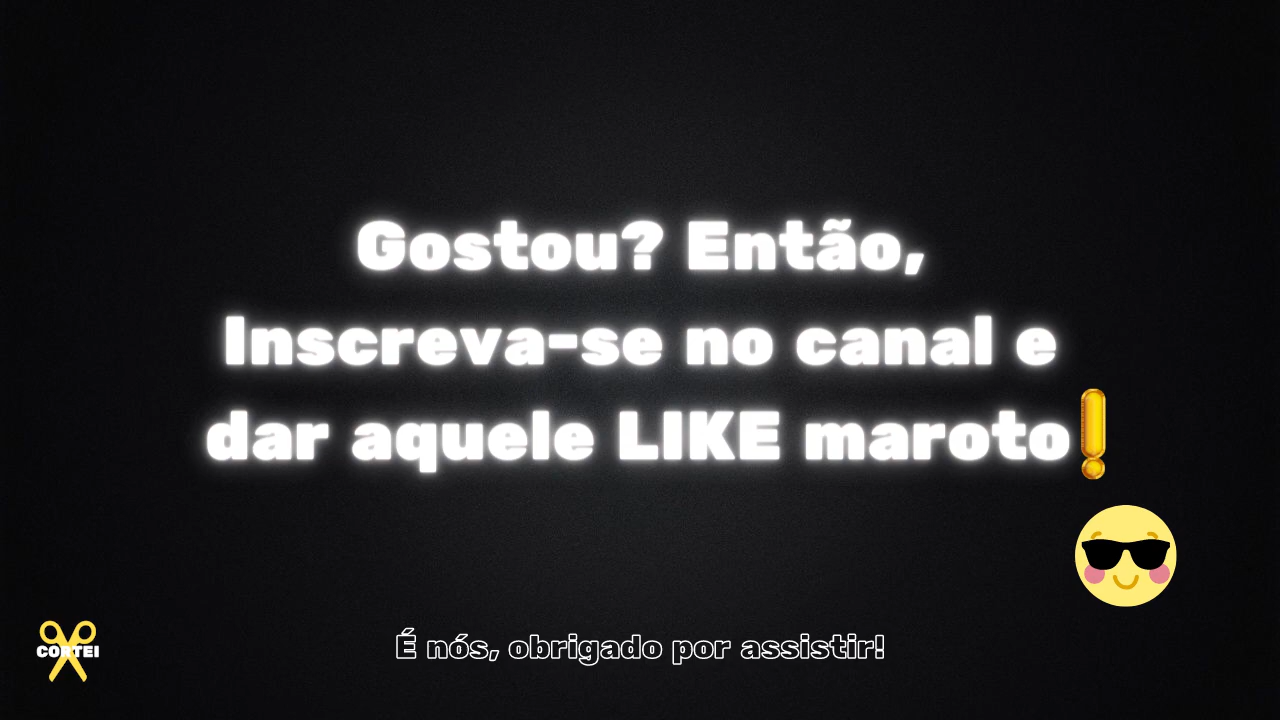 Gostou? Então,
Inscreva-se no canal e
dar aquele LIKE maroto!
É nós, obrigado por assistir!
CORTEI